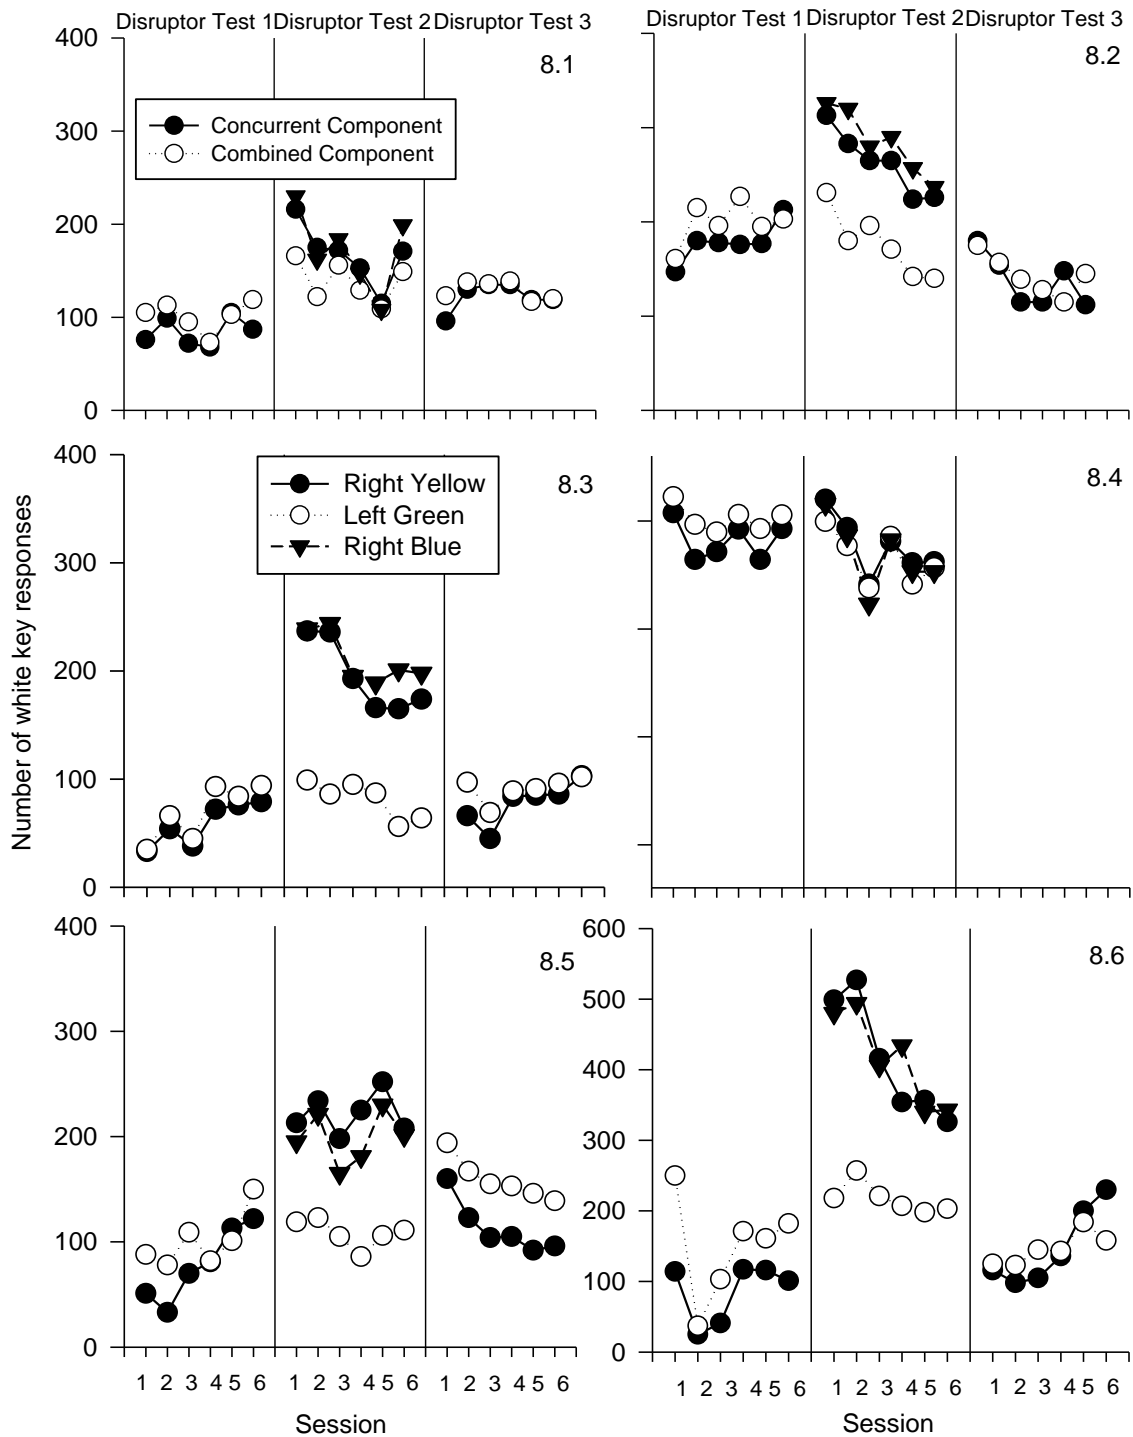 Disruptor Test 1 Disruptor Test 2 Disruptor Test 3
Disruptor Test 1 Disruptor Test 2 Disruptor Test 3
400
300
200
100
0
8.1
Concurrent Component
Combined Component
8.2
Number of white key responses
400
300
200
100
0
8.3
Right Yellow
Left Green
Right Blue
8.4
400
300
200
100
0
8.5
1 2 3 4 5 6 1 2 3 4 5 6 1 2 3 4 5 6
Session
600
500
400
300
200
100
0
8.6
1 2 3 4 5 6 1 2 3 4 5 6 1 2 3 4 5 6
Session